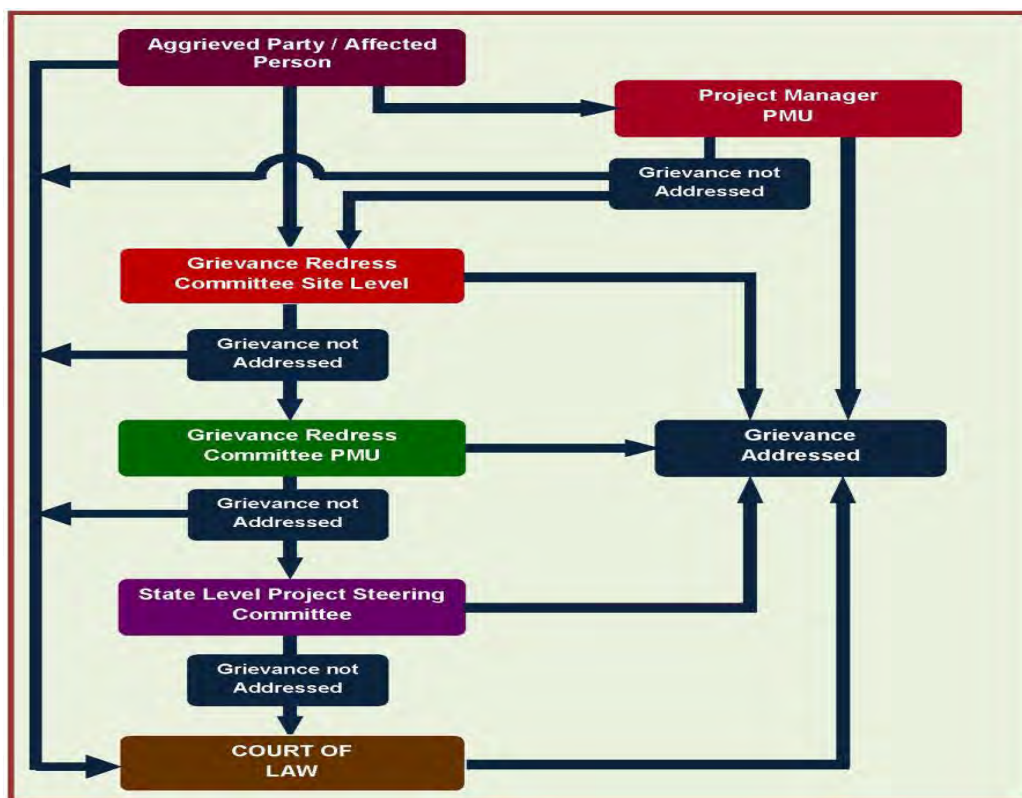 Aggrieved Party / Affected
Person
Project Manager
PMU
Grievance not
Addressed
Grievance Redress
Committee Site Level
Grievance not
Addressed
Grievance Redress
Committee PMU
Grievance
Addressed
Grievance not
Addressed
State Level Project Steering
Committee
Grievance not
Addressed
COURT OF
LAW